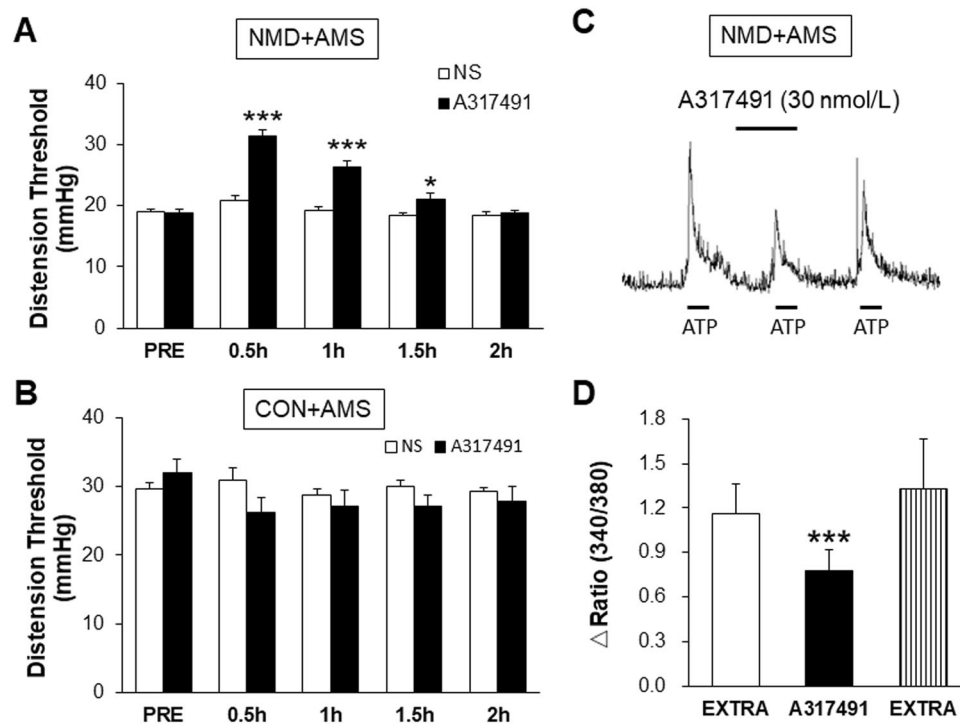 A
NMD+AMS
NS
A317491
Distension Threshold
(mmHg)
40
30
20
10
0
***
***
*
PRE 0.5h 1h 1.5h 2h
B
CON+AMS
NS A317491
Distension Threshold
(mmHg)
40
30
20
10
0
PRE 0.5h 1h 1.5h 2h
C
NMD+AMS
A317491 (30 nmol/L)
ATP ATP ATP
D
△ Ratio (340/380)
1.8
1.5
1.2
0.9
0.6
0.3
0.0
***
EXTRA A317491 EXTRA